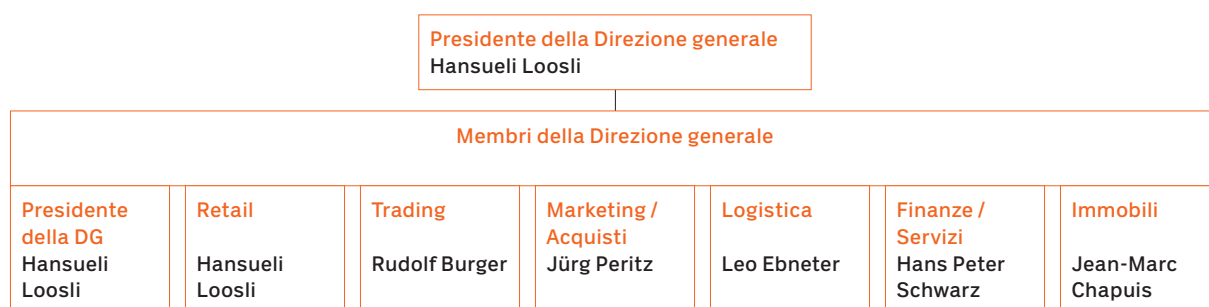 Presidente della Direzione generale
Hansueli Loosli
Membri della Direzione generale
Presidente
della DG
Hansueli
Loosli
Retail
Hansueli
Loosli
Trading
Rudolf Burger
Marketing /
Acquisti
Jürg Peritz
Logistica
Leo Ebneter
Finanze /
Servizi
Hans Peter
Schwarz
Immobili
Jean-Marc
Chapuis